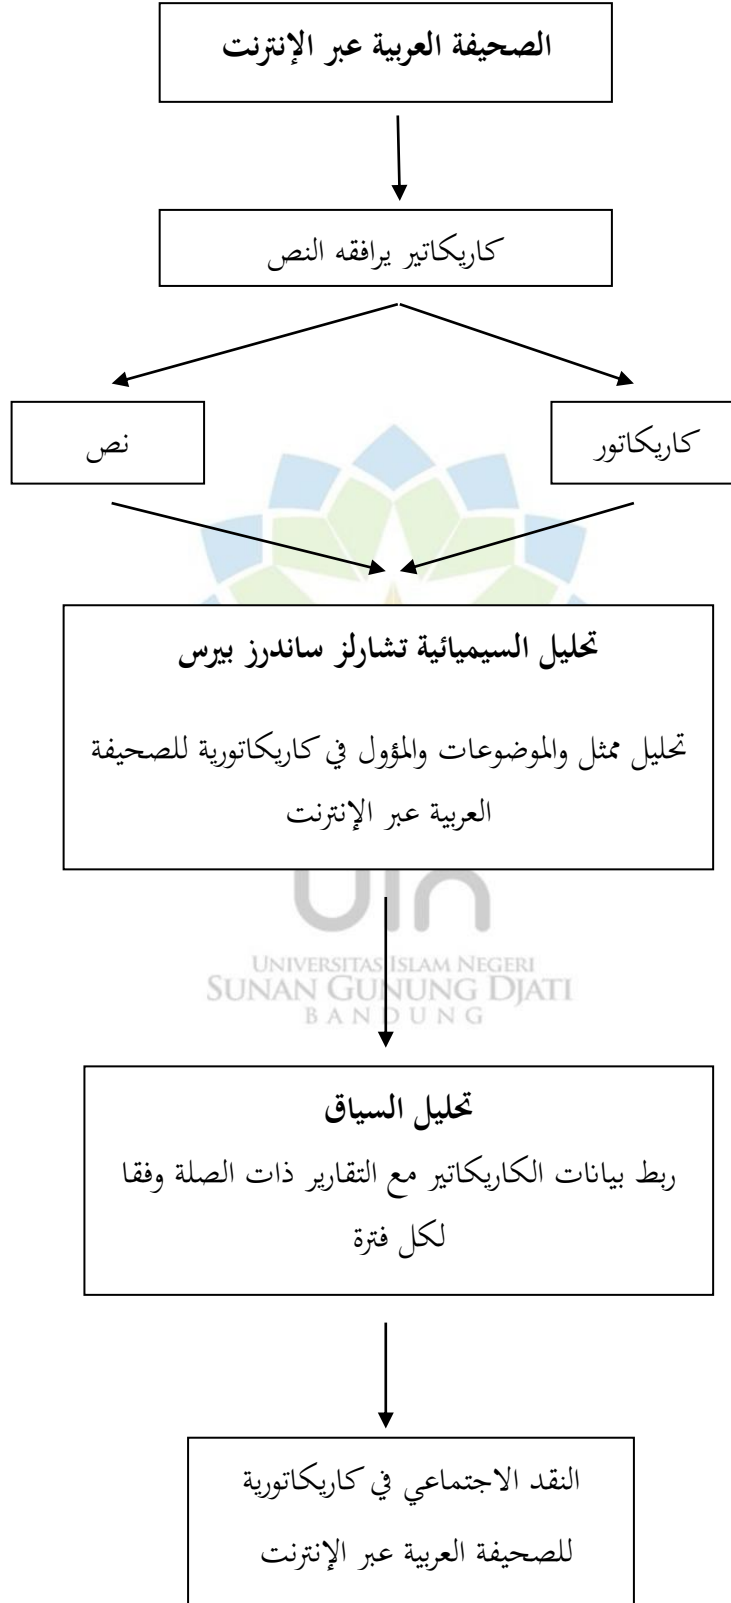 الصحيفة العربية عبر الإنترنت
كاريكاتير يرافقه النص
كاريكاتور
نص
تحليل السيميائية تشارلز ساندرز بيرس
تحليل ممثل والموضوعات والمؤول في كاريكاتورية للصحيفة
العربية عبر الإنترنت
uin
UNIVERSITAS ISLAM NEGERI
SUNAN GUNUNG DJATI
BANDUNG
تحليل السياق
ربط بيانات الكاريكاتير مع التقارير ذات الصلة وفقا
لكل فترة
النقد الاجتماعي في كاريكاتورية
للصحيفة العربية عبر الإنترنت